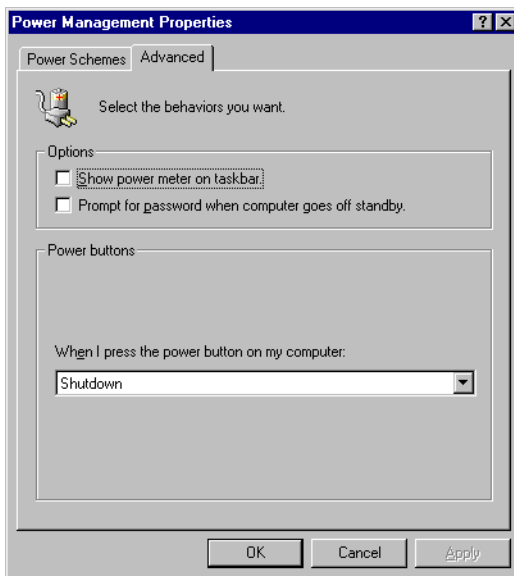 Power Management Properties
Power Schemes
Advanced
Select the behaviors you want.
Options
Show power meter on taskbar.
Prompt for password when computer goes off standby.
Power buttons
When I press the power button on my computer:
Shutdown
OK
Cancel
Apply